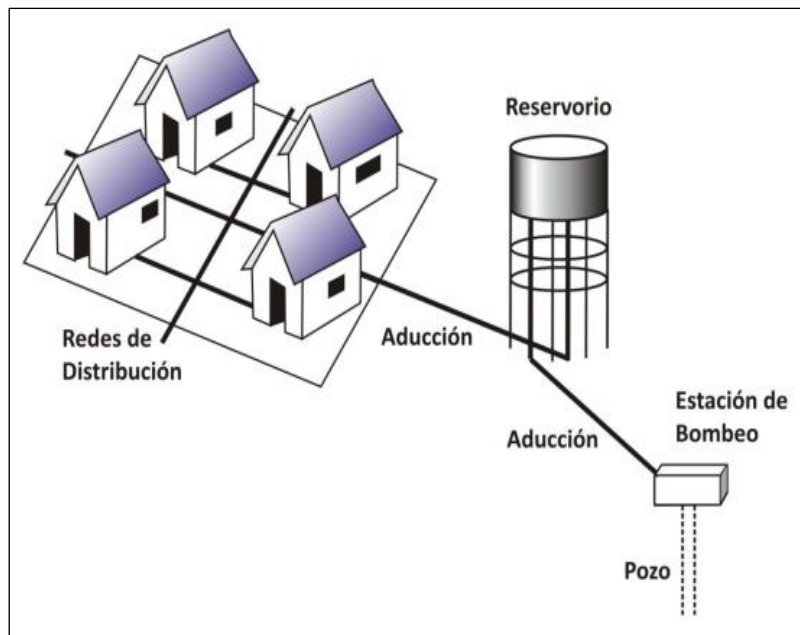 Reservorio
Redes de
Distribución
Aducción
Aducción
Estación de
Bombeo
Pozo